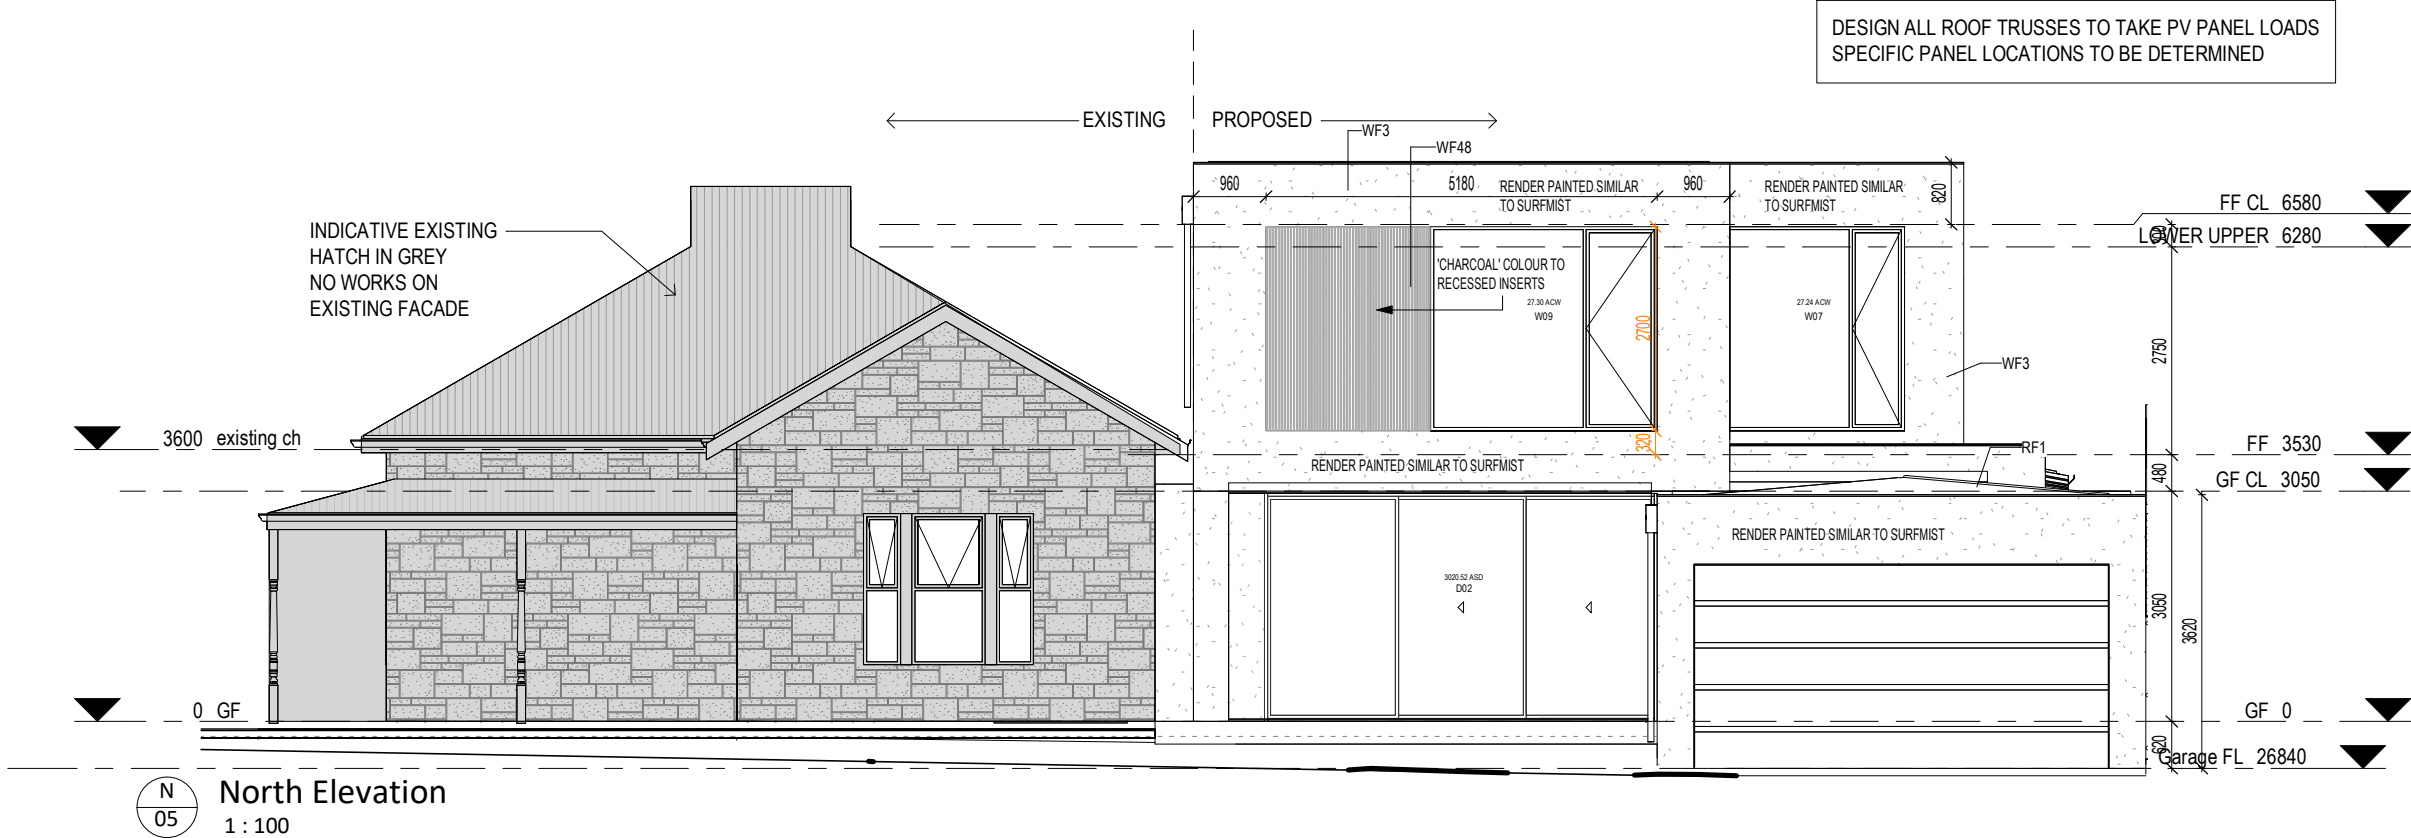 DESIGN ALL ROOF TRUSSES TO TAKE PV PANEL LOADS
SPECIFIC PANEL LOCATIONS TO BE DETERMINED
EXISTING
PROPOSED
WF3
WF48
960
5180
960
820
RENDER PAINTED SIMILAR
TO SURFMIST
RENDER PAINTED SIMILAR
TO SURFMIST
FF CL 6580
LOWER UPPER 6280
INDICATIVE EXISTING
HATCH IN GREY
NO WORKS ON
EXISTING FACADE
'CHARCOAL' COLOUR TO
RECESSED INSERTS
27.30 ACW
W09
27.24 ACW
W07
2700
2750
WF3
3600 existing ch
320
FF 3530
RF1
RENDER PAINTED SIMILAR TO SURFMIST
480
GF CL 3050
RENDER PAINTED SIMILAR TO SURFMIST
3020.52 ASD
D02
3050
3620
0 GF
GF 0
620
Garage FL 26840
N
05
North Elevation
1 : 100